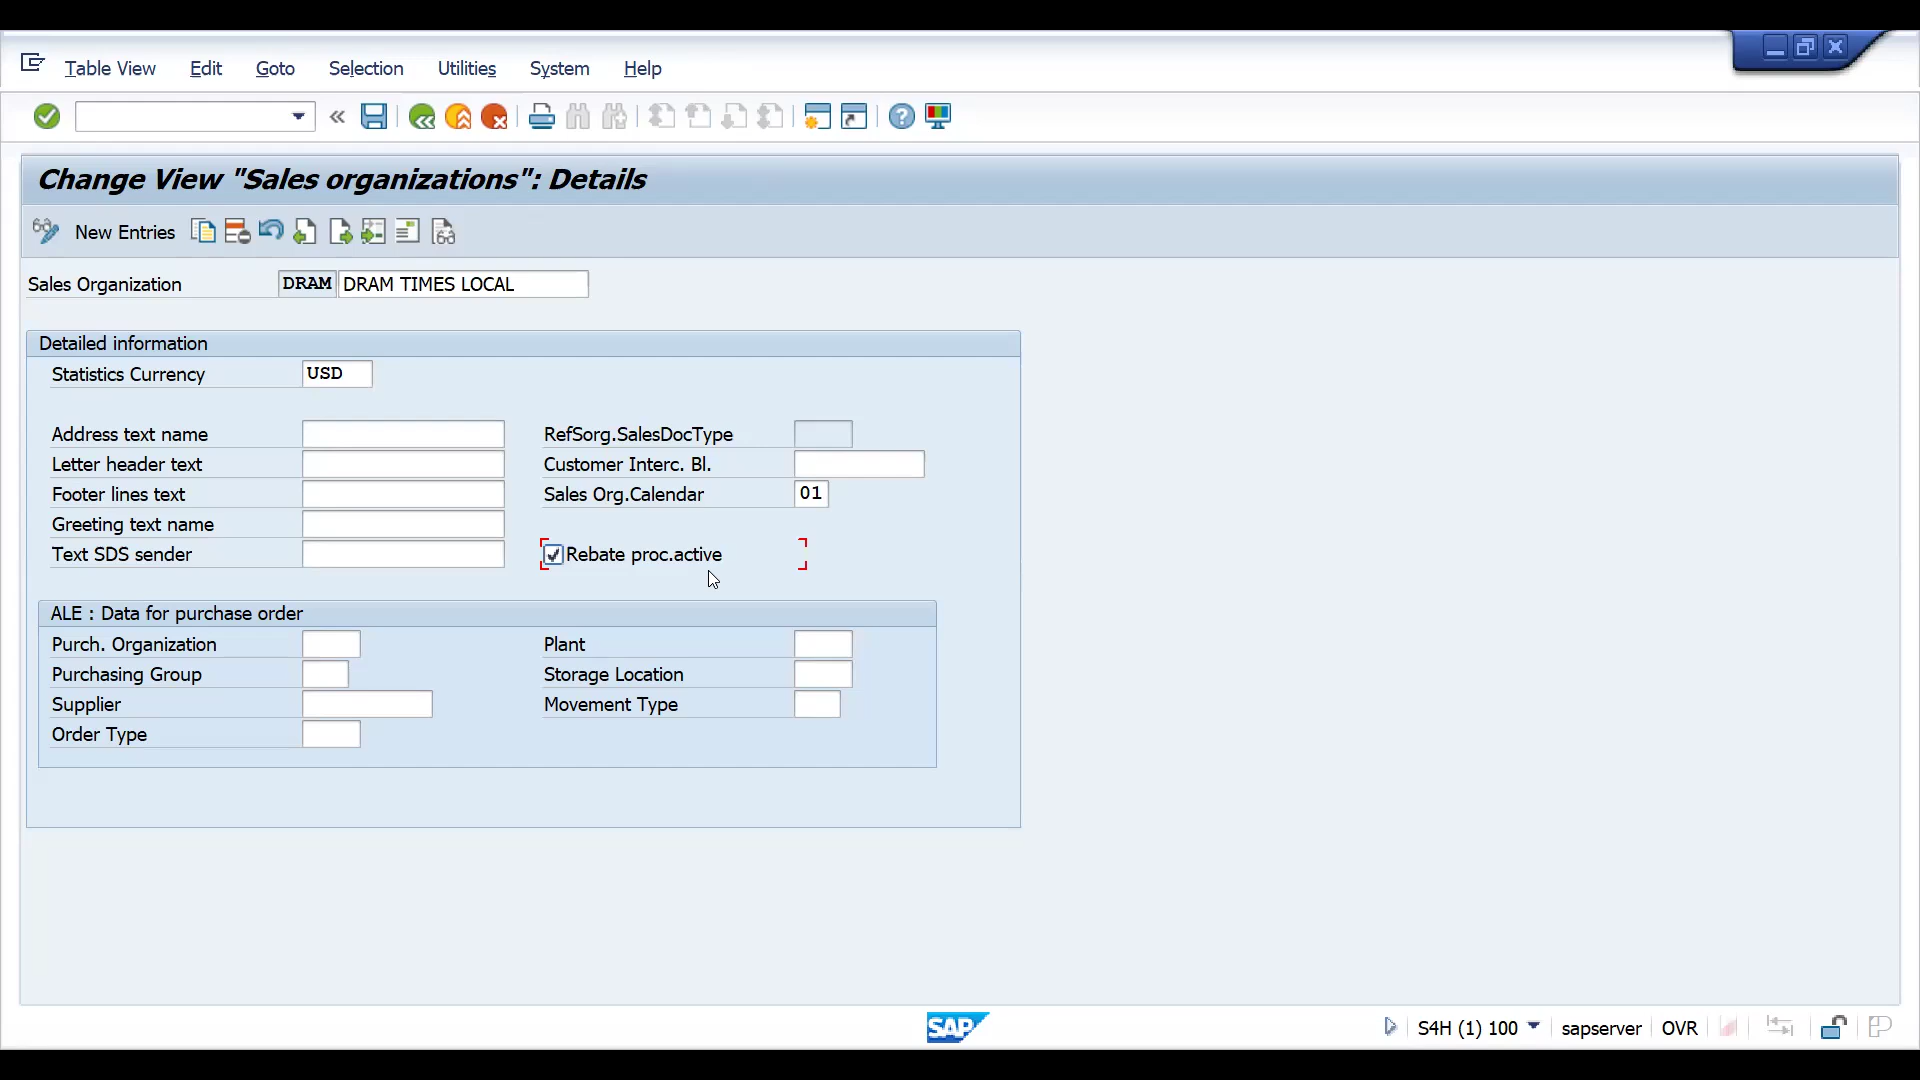 Table View Edit Goto Selection Utilities System Help
Change View "Sales organizations": Details
New Entries
Sales Organization DRAM DRAM TIMES LOCAL
Detailed information
Statistics Currency USD
Address text name RefSorg.SalesDocType
Letter header text Customer Interc. Bl.
Footer lines text Sales Org.Calendar 01
Greeting text name
Text SDS sender Rebate proc.active
ALE : Data for purchase order
Purch. Organization Plant
Purchasing Group Storage Location
Supplier Movement Type
Order Type
SAP S4H (1) 100 sapserver OVR